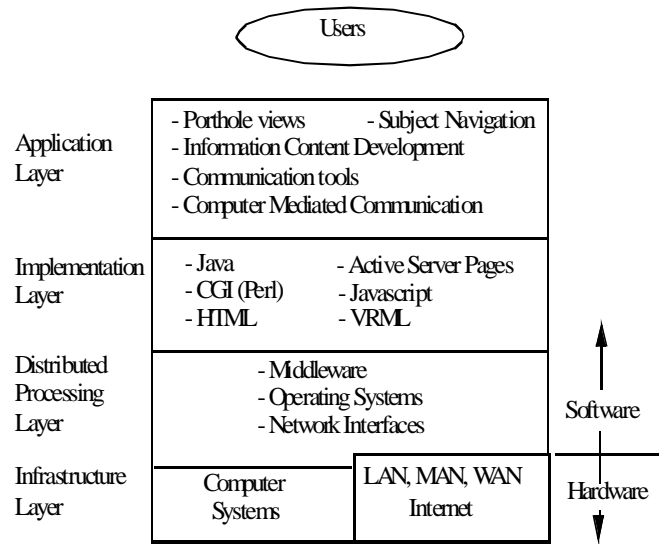 Users
Application
Layer
- Porthole views - Subject Navigation
- Information Content Development
- Communication tools
- Computer Mediated Communication
Implementation
Layer
- Java - Active Server Pages
- CGI (Perl) - Javascript
- HTML - VRML
Distributed
Processing
Layer
- Middleware
- Operating Systems
- Network Interfaces
Software
Infrastructure
Layer
Computer
Systems
LAN, MAN, WAN
Internet
Hardware